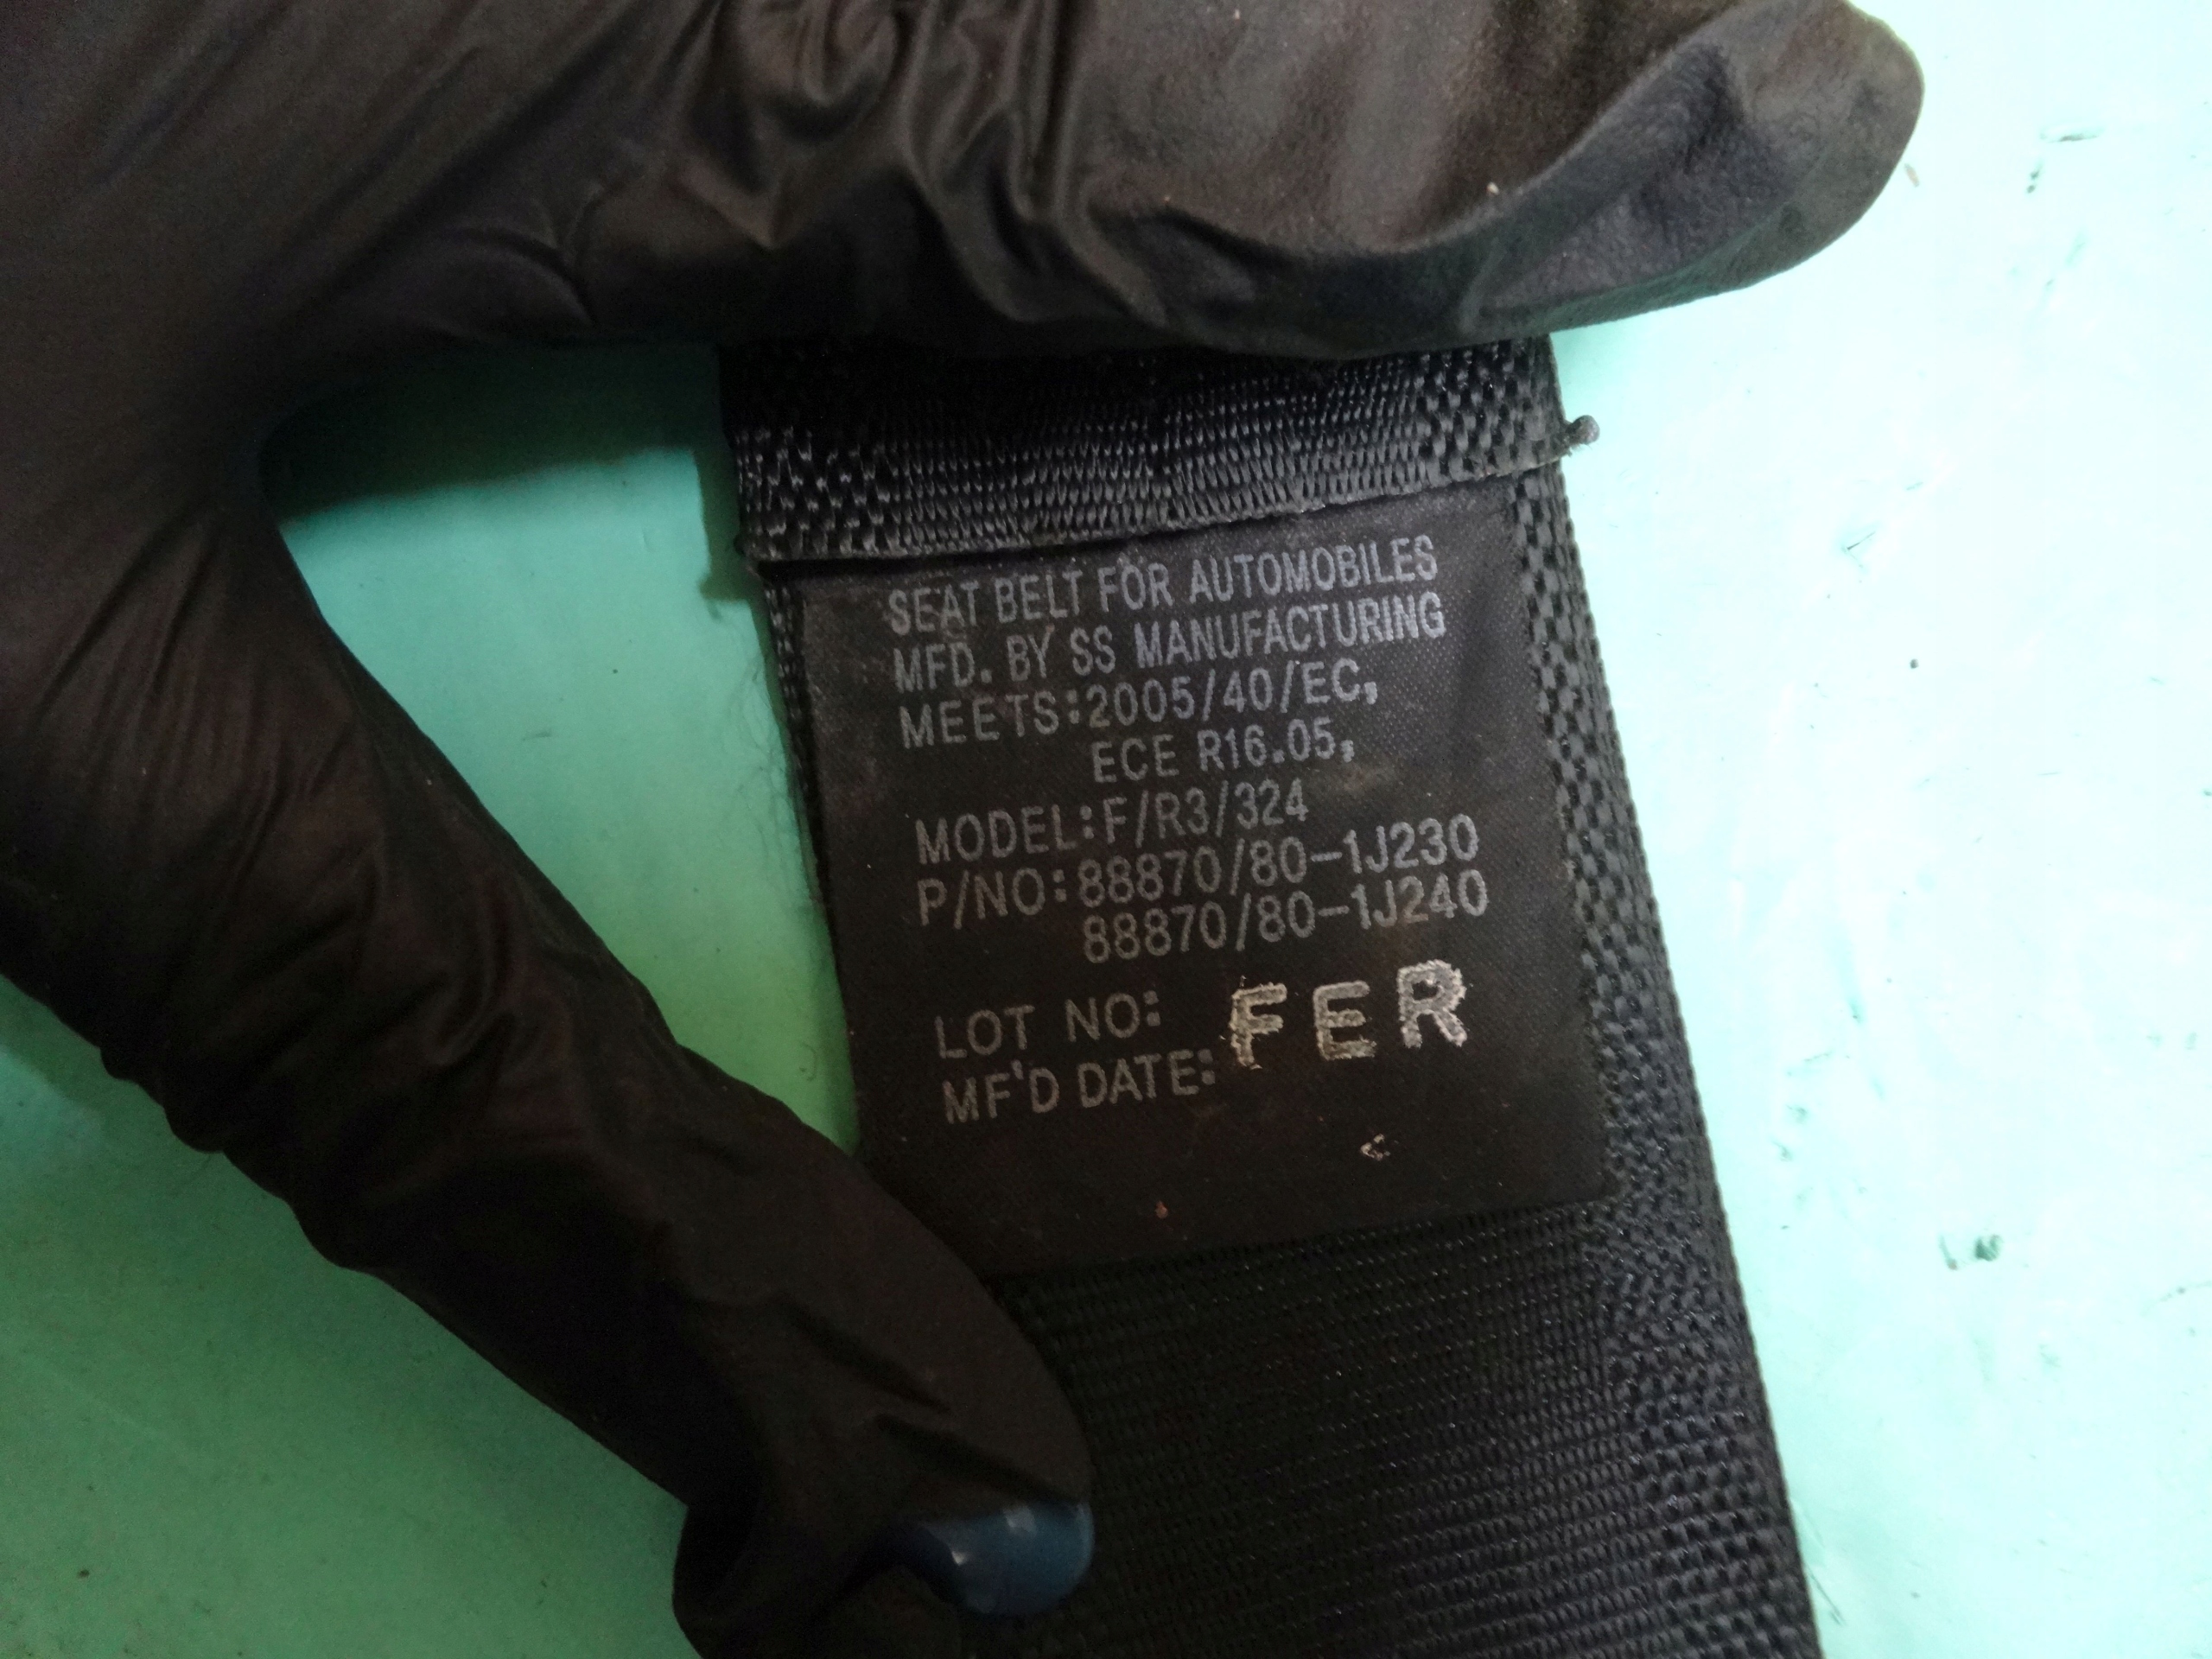 SEAT BELT FOR AUTOMOBILES
MFD. BY SS MANUFACTURING
MEETS:2005/40/EC,
ECE R16.05,
MODEL:F/R3/324
P/NO:88870/80-1J230
88870/80-1J240
LOT NO: FER
MF'D DATE: